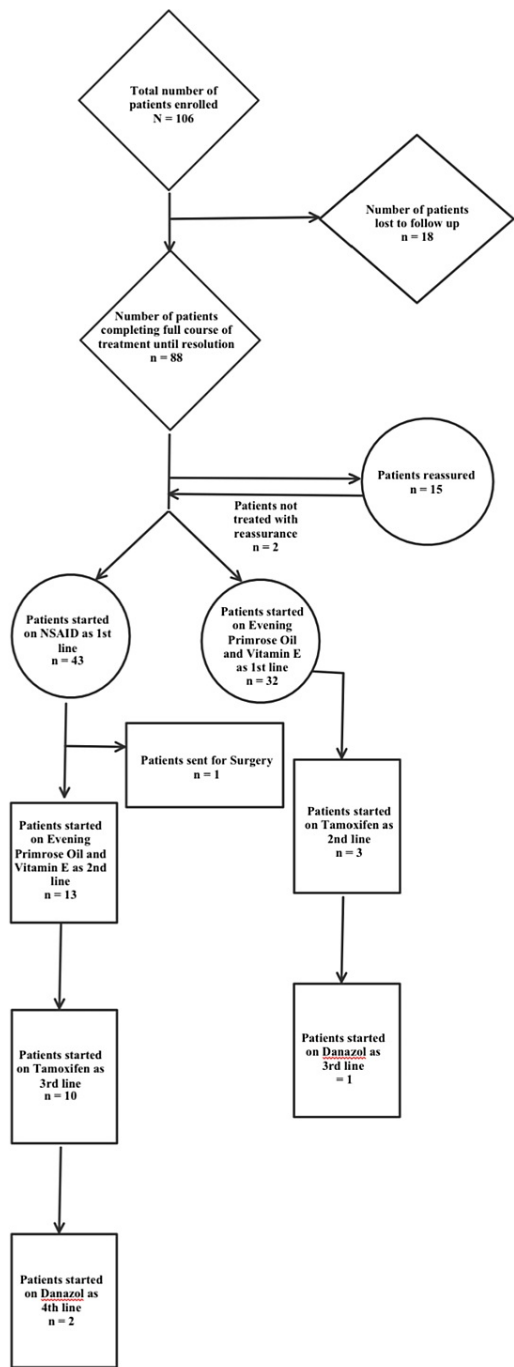 Total number of
patients enrolled
N = 106
Number of patients
lost to follow up
n = 18
Number of patients
completing full course of
treatment until resolution
n = 88
Patients reassured
n = 15
Patients not
treated with
reassurance
n = 2
Patients started
on NSAID as 1st
line
n = 43
Patients started
on Evening
Primrose Oil
and Vitamin E
as 1st line
n = 32
Patients sent for Surgery
n = 1
Patients started
on Evening
Primrose Oil and
Vitamin E as 2nd
line
n = 13
Patients started
on Tamoxifen as
2nd line
n = 3
Patients started
on Tamoxifen as
3rd line
n = 10
Patients started
on Danazol as
3rd line
= 1
Patients started
on Danazol as
4th line
n = 2